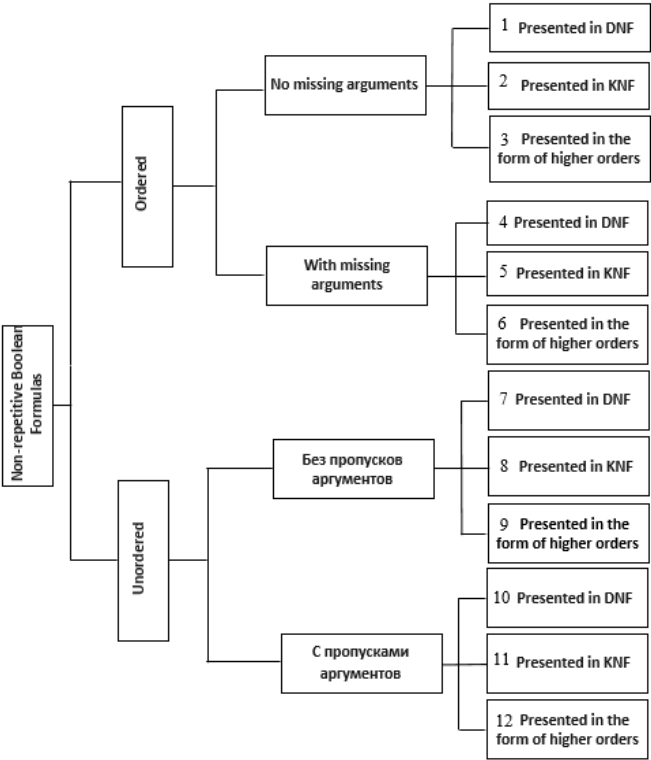 Non-repetitive Boolean
Formulas
Ordered
No missing arguments
1 Presented in DNF
2 Presented in KNF
3 Presented in the
form of higher orders
With missing
arguments
4 Presented in DNF
5 Presented in KNF
6 Presented in the
form of higher orders
Unordered
Без пропусков
аргументов
7 Presented in DNF
8 Presented in KNF
9 Presented in the
form of higher orders
С пропусками
аргументов
10 Presented in DNF
11 Presented in KNF
12 Presented in the
form of higher orders